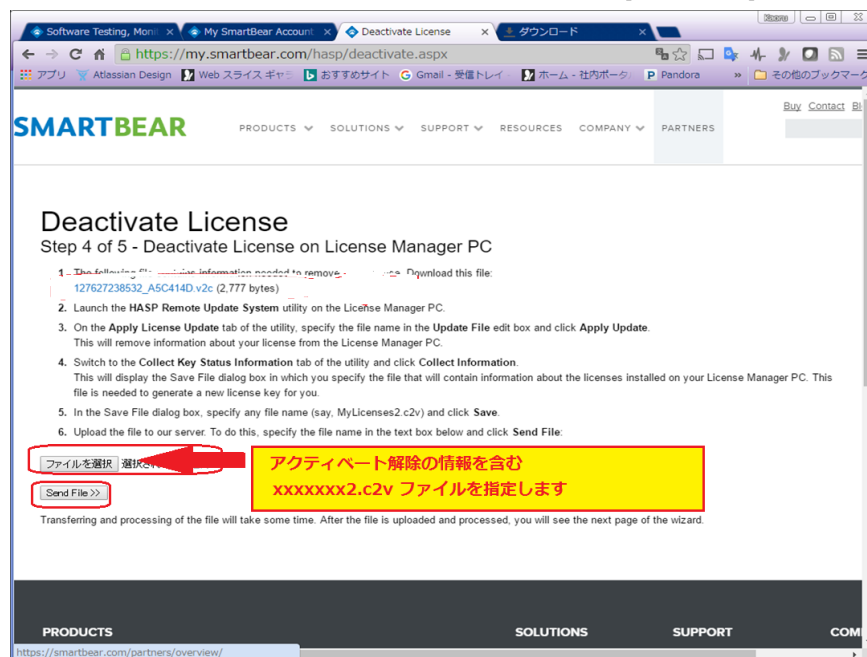 Software Testing, Monit
My SmartBear Account
Deactivate License
ダウンロード
https://my.smartbear.com/hasp/deactivate.aspx
アプリ
Atlassian Design
Web スライス ギャラ
おすすめサイト
Gmail - 受信トレイ
ホーム - 社内ポータ
Pandora
»
その他のブックマーク
Buy Contact Bl
SMARTBEAR
PRODUCTS
SOLUTIONS
SUPPORT
RESOURCES
COMPANY
PARTNERS
Deactivate License
Step 4 of 5 - Deactivate License on License Manager PC
1. The following information needed to remove Download this file:
127627238532_A5C414D.v2c (2,777 bytes)
2. Launch the HASP Remote Update System utility on the License Manager PC.
3. On the Apply License Update tab of the utility, specify the file name in the Update File edit box and click Apply Update.
This will remove information about your license from the License Manager PC.
4. Switch to the Collect Key Status Information tab of the utility and click Collect Information.
This will display the Save File dialog box in which you specify the file that will contain information about the licenses installed on your License Manager PC. This
file is needed to generate a new license key for you.
5. In the Save File dialog box, specify any file name (say, MyLicenses2.c2v) and click Save.
6. Upload the file to our server. To do this, specify the file name in the text box below and click Send File:
ファイルを選択
アクティベート解除の情報を含む
xxxxxxx2.c2v ファイルを指定します
Send File >>
Transferring and processing of the file will take some time. After the file is uploaded and processed, you will see the next page of the wizard.
PRODUCTS
SOLUTIONS
SUPPORT
COM
https://smartbear.com/partners/overview/